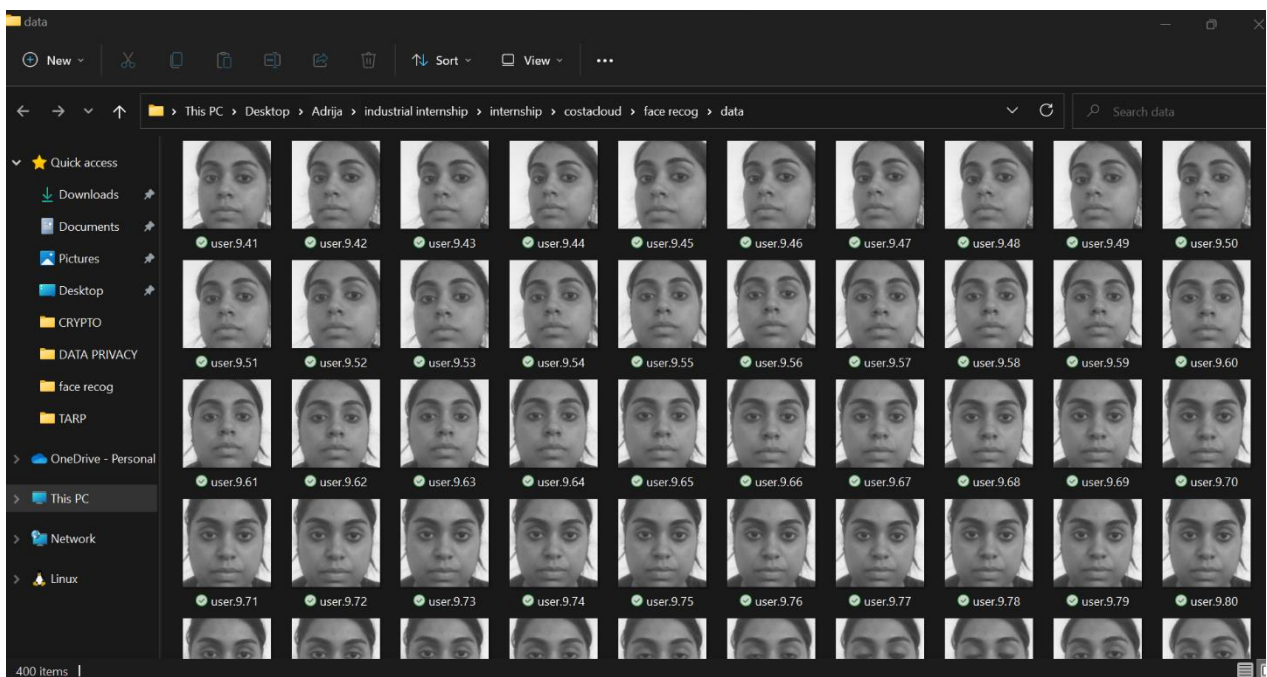 data
New Sort View
This PC > Desktop > Adrija > industrial internship > internship > costacloud > face recog > data
Search data
Quick access
Downloads
Documents
Pictures
Desktop
CRYPTO
DATA PRIVACY
face recog
TARP
OneDrive - Personal
This PC
Network
Linux
user.9.41 user.9.42 user.9.43 user.9.44 user.9.45 user.9.46 user.9.47 user.9.48 user.9.49 user.9.50
user.9.51 user.9.52 user.9.53 user.9.54 user.9.55 user.9.56 user.9.57 user.9.58 user.9.59 user.9.60
user.9.61 user.9.62 user.9.63 user.9.64 user.9.65 user.9.66 user.9.67 user.9.68 user.9.69 user.9.70
user.9.71 user.9.72 user.9.73 user.9.74 user.9.75 user.9.76 user.9.77 user.9.78 user.9.79 user.9.80
400 items